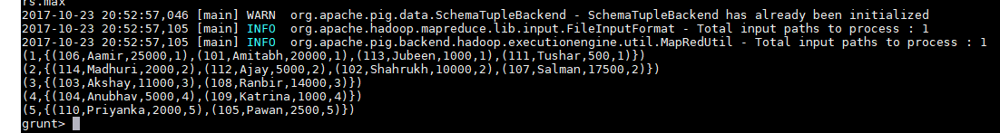 rs.max
2017-10-23 20:52:57,046 [main] WARN  org.apache.pig.data.SchemaTupleBackend - SchemaTupleBackend has already been initialized
2017-10-23 20:52:57,105 [main] INFO  org.apache.hadoop.mapreduce.lib.input.FileInputFormat - Total input paths to process : 1
2017-10-23 20:52:57,105 [main] INFO  org.apache.pig.backend.hadoop.executionengine.util.MapRedUtil - Total input paths to process : 1
(1,{(106,Aamir,25000,1),(101,Amitabh,20000,1),(113,Jubeen,1000,1),(111,Tushar,500,1)})
(2,{(114,Madhuri,2000,2),(112,Ajay,5000,2),(102,Shahrukh,10000,2),(107,Salman,17500,2)})
(3,{(103,Akshay,11000,3),(108,Ranbir,14000,3)})
(4,{(104,Anubhav,5000,4),(109,Katrina,1000,4)})
(5,{(110,Priyanka,2000,5),(105,Pawan,2500,5)})
grunt>